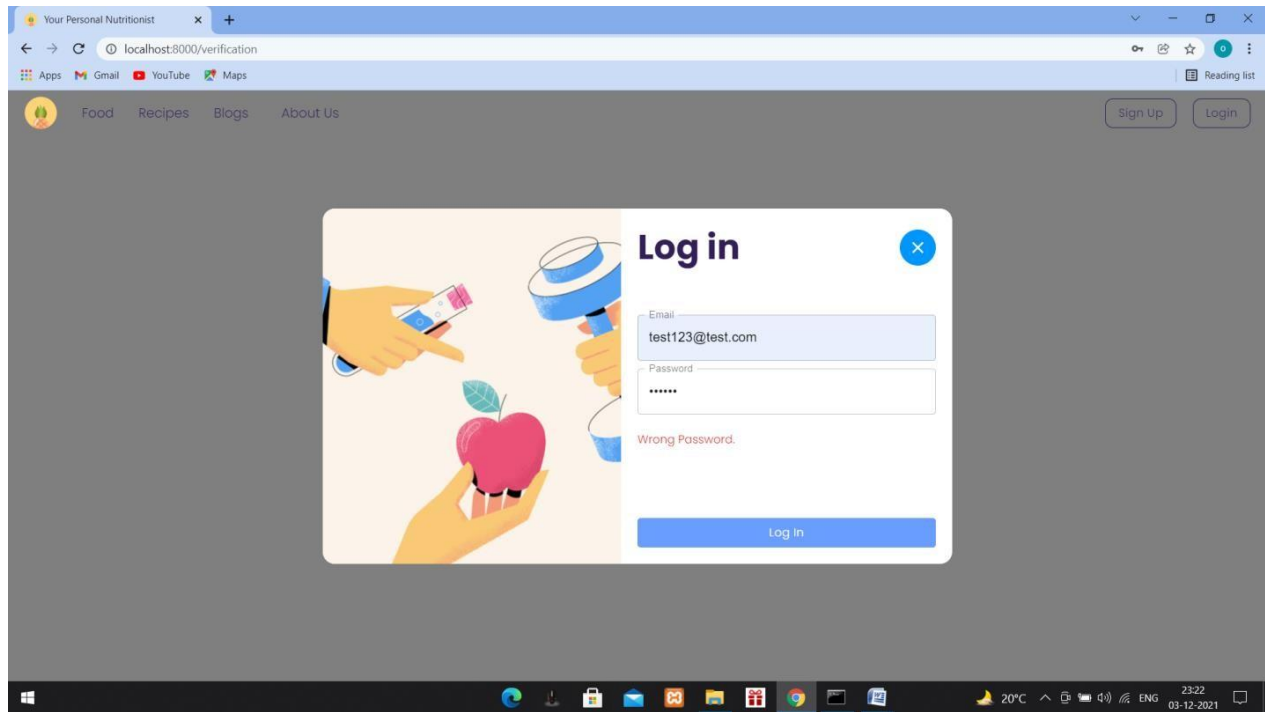 Your Personal Nutritionist
localhost:8000/verification
Apps Gmail YouTube Maps Reading list
Food Recipes Blogs About Us Sign Up Login
Log in
Email
test123@test.com
Password
••••••
Wrong Password.
Log In
20°C ENG 23:22
03-12-2021